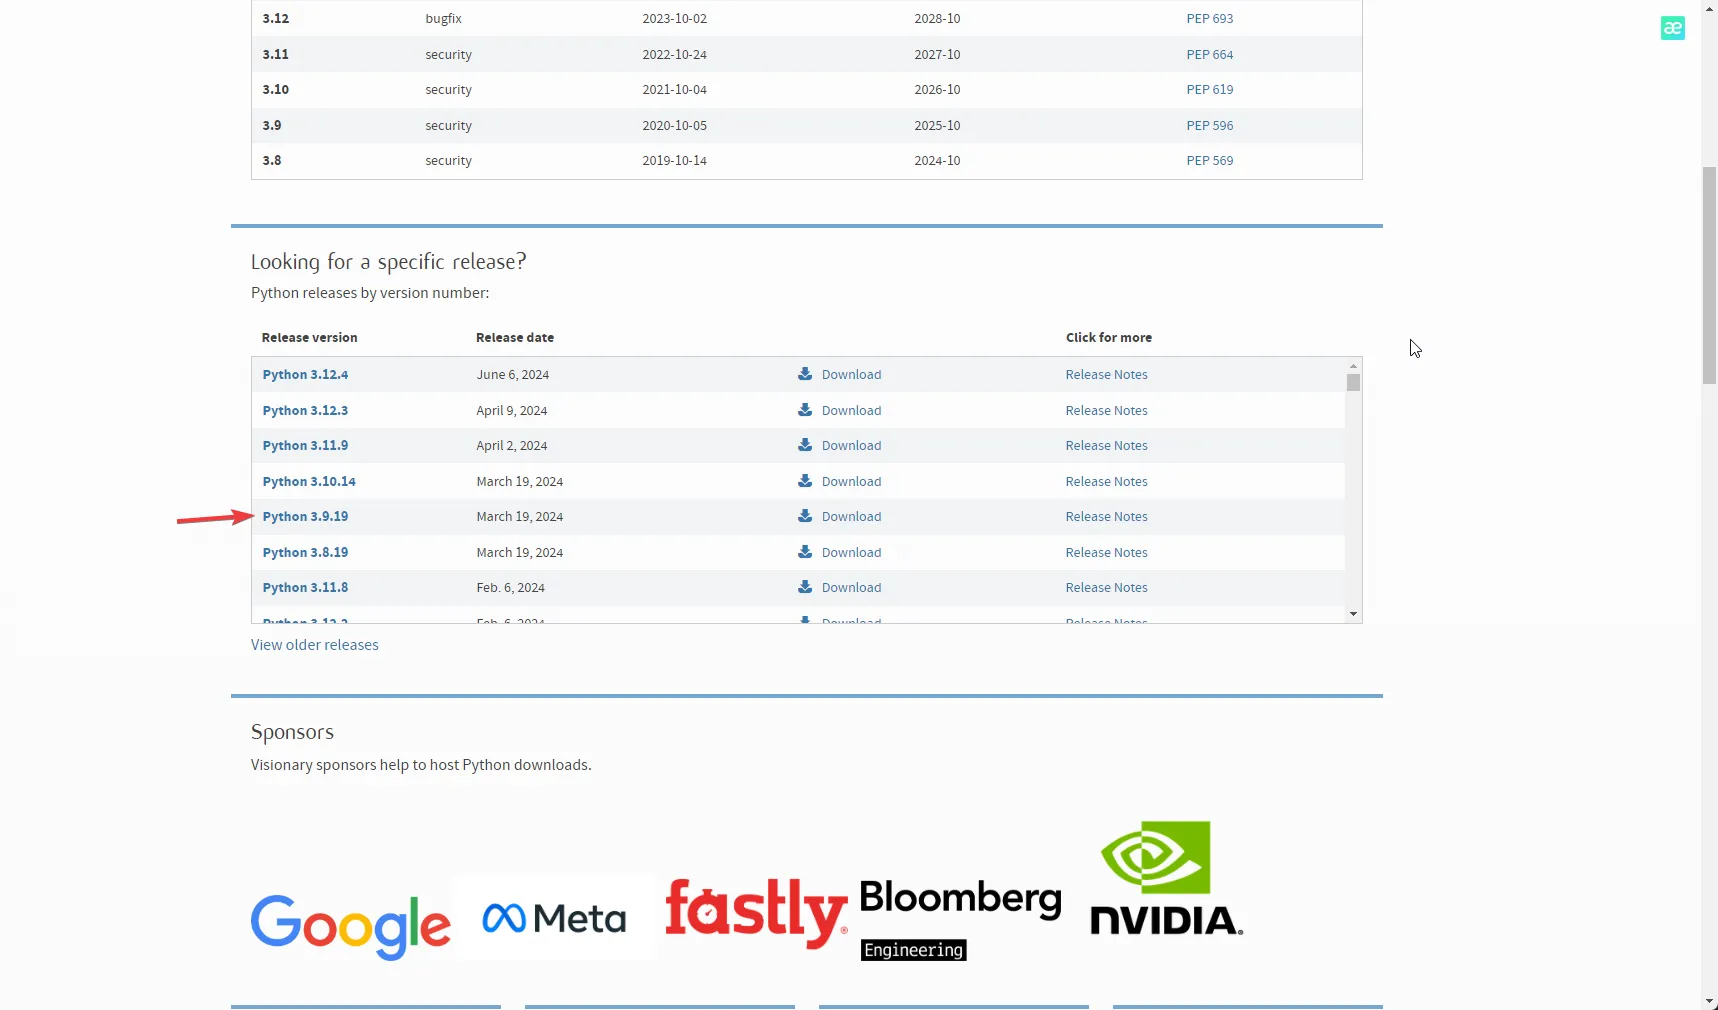 3.12 bugfix 2023-10-02 2028-10 PEP 693
3.11 security 2022-10-24 2027-10 PEP 664
3.10 security 2021-10-04 2026-10 PEP 619
3.9 security 2020-10-05 2025-10 PEP 596
3.8 security 2019-10-14 2024-10 PEP 569
æ
Looking for a specific release?
Python releases by version number:
Release version Release date Click for more
Python 3.12.4 June 6, 2024 Download Release Notes
Python 3.12.3 April 9, 2024 Download Release Notes
Python 3.11.9 April 2, 2024 Download Release Notes
Python 3.10.14 March 19, 2024 Download Release Notes
Python 3.9.19 March 19, 2024 Download Release Notes
Python 3.8.19 March 19, 2024 Download Release Notes
Python 3.11.8 Feb. 6, 2024 Download Release Notes
Python 3.12.2 Feb. 6, 2024 Download Release Notes
View older releases
Sponsors
Visionary sponsors help to host Python downloads.
Google
Meta
fastly®
Bloomberg
Engineering
NVIDIA®